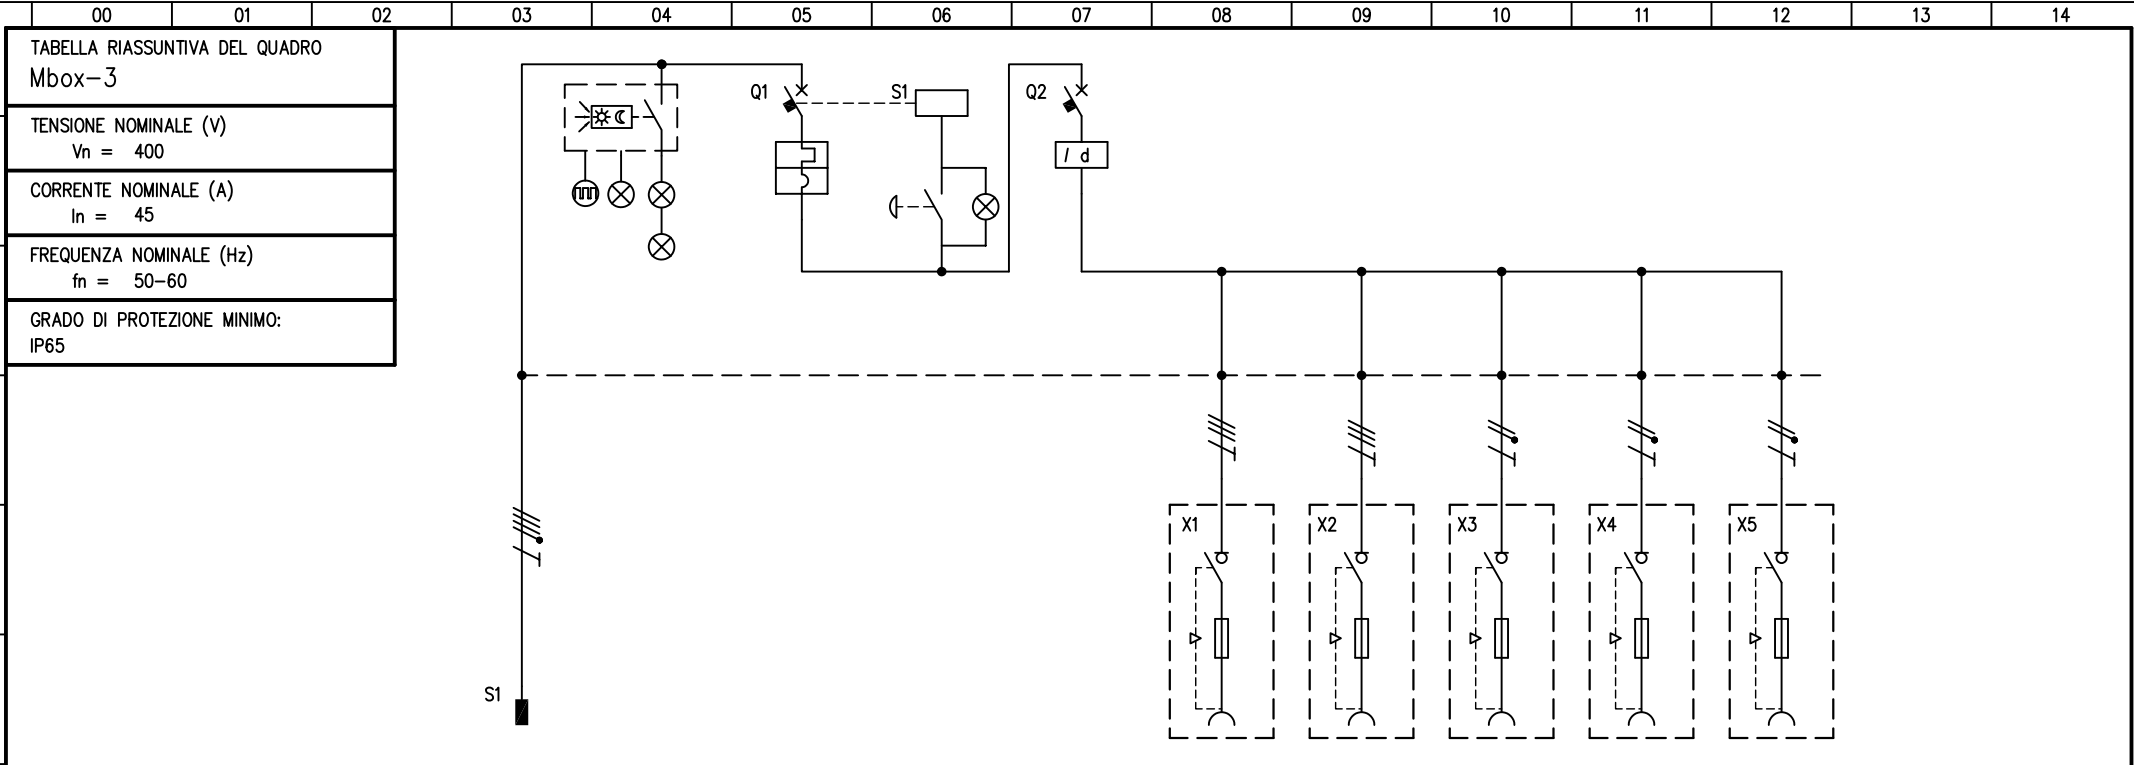 00 01 02 03 04 05 06 07 08 09 10 11 12 13 14
TABELLA RIASSUNTIVA DEL QUADRO
Mbox-3
TENSIONE NOMINALE (V)
Vn = 400
CORRENTE NOMINALE (A)
In = 45
FREQUENZA NOMINALE (Hz)
fn = 50-60
GRADO DI PROTEZIONE MINIMO:
IP65
Q1 S1 Q2
I d
X1 X2 X3 X4 X5
S1